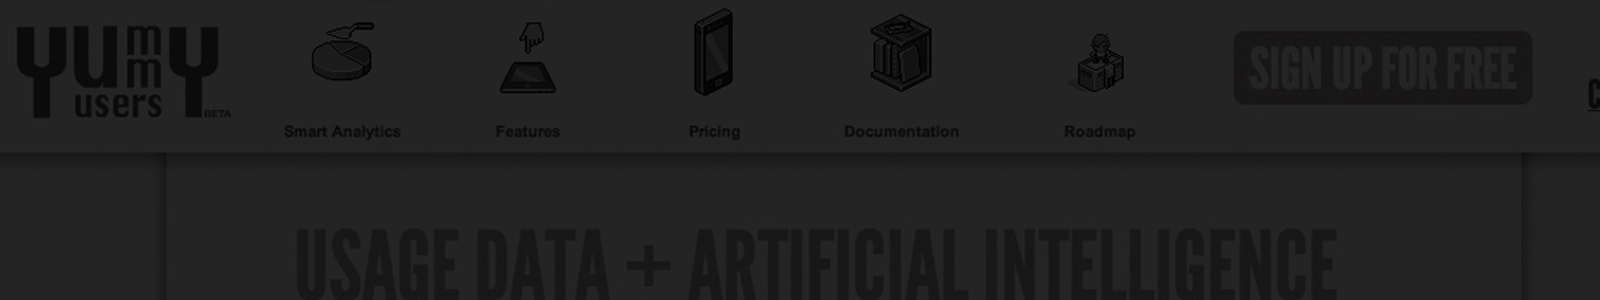 yummy
users
BETA
Smart Analytics
Features
Pricing
Documentation
Roadmap
SIGN UP FOR FREE
USAGE DATA + ARTIFICIAL INTELLIGENCE